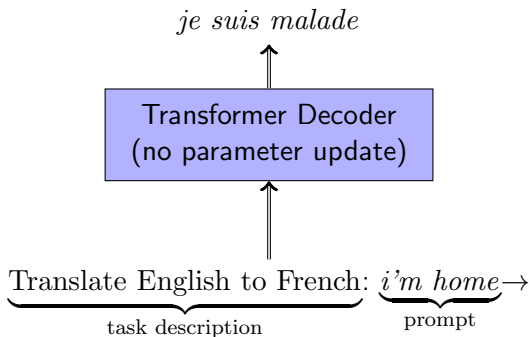 je suis malade
Transformer Decoder
(no parameter update)
Translate English to French: i'm home→
task description
prompt